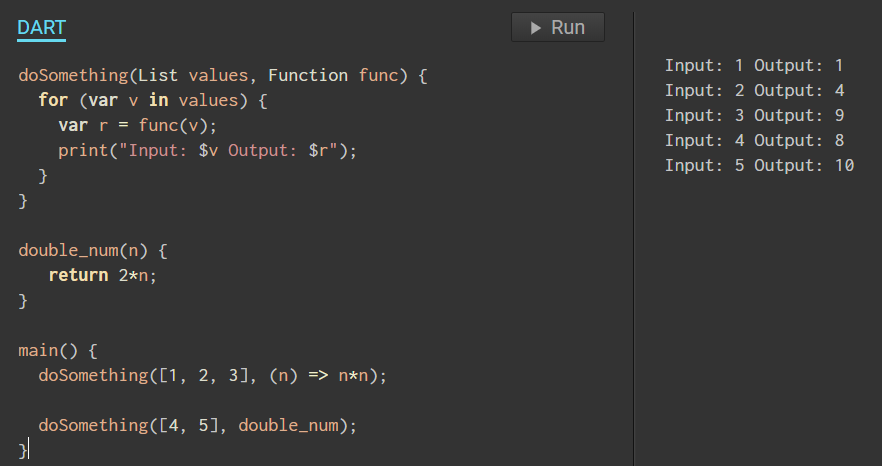 DART
Run
doSomething(List values, Function func) {
  for (var v in values) {
    var r = func(v);
    print("Input: $v Output: $r");
  }
}

double_num(n) {
   return 2*n;
}

main() {
  doSomething([1, 2, 3], (n) => n*n);

  doSomething([4, 5], double_num);
}
Input: 1 Output: 1
Input: 2 Output: 4
Input: 3 Output: 9
Input: 4 Output: 8
Input: 5 Output: 10